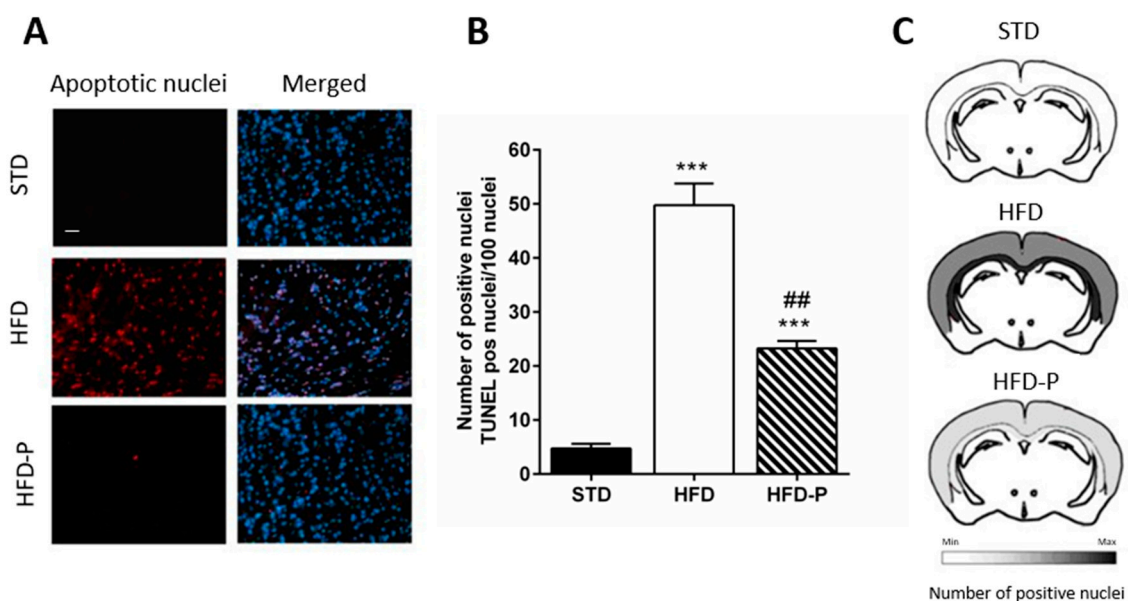 A
Apoptotic nuclei
Merged
STD
HFD
HFD-P
B
Number of positive nuclei
TUNEL pos nuclei/100 nuclei
60
50
40
30
20
10
0
***
##
***
STD
HFD
HFD-P
C
STD
HFD
HFD-P
Min
Max
Number of positive nuclei